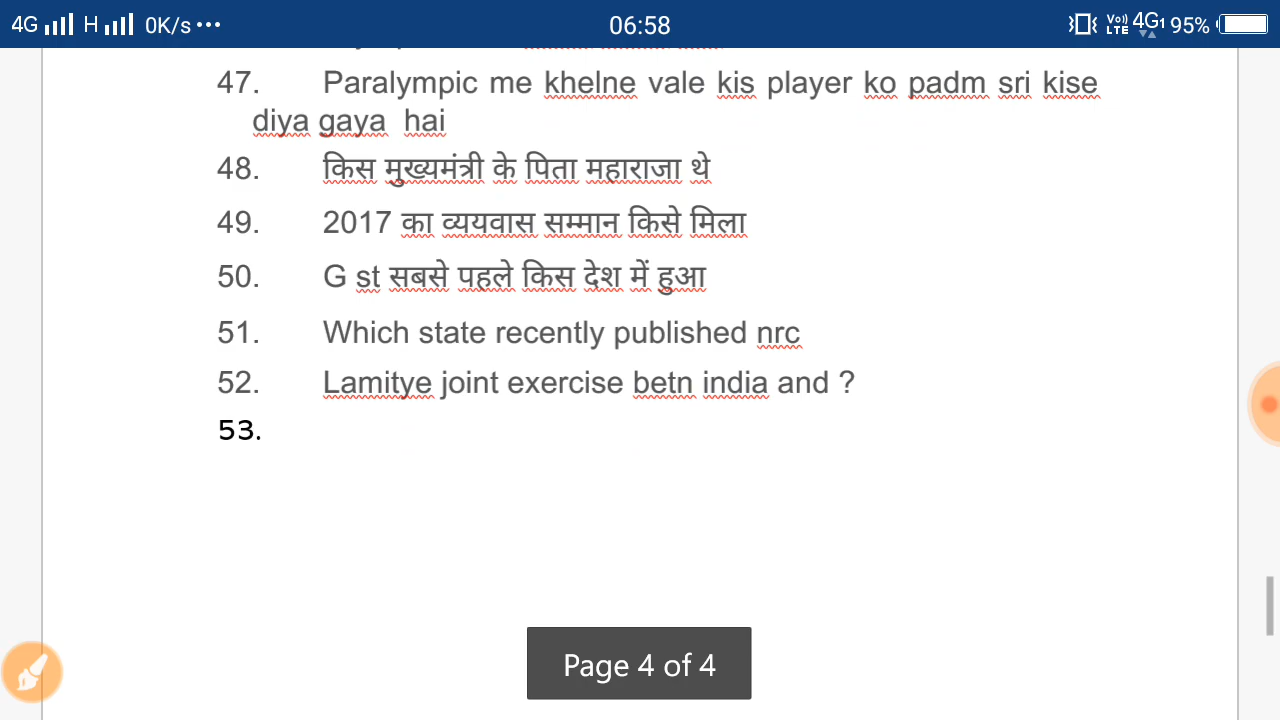 4G H 0K/s ••• 06:58 VoLTE 4G1 95%
47. Paralympic me khelne vale kis player ko padm sri kise
diya gaya hai
48. किस मुख्यमंत्री के पिता महाराजा थे
49. 2017 का व्ययवास सम्मान किसे मिला
50. G st सबसे पहले किस देश में हुआ
51. Which state recently published nrc
52. Lamitye joint exercise betn india and ?
53.
Page 4 of 4